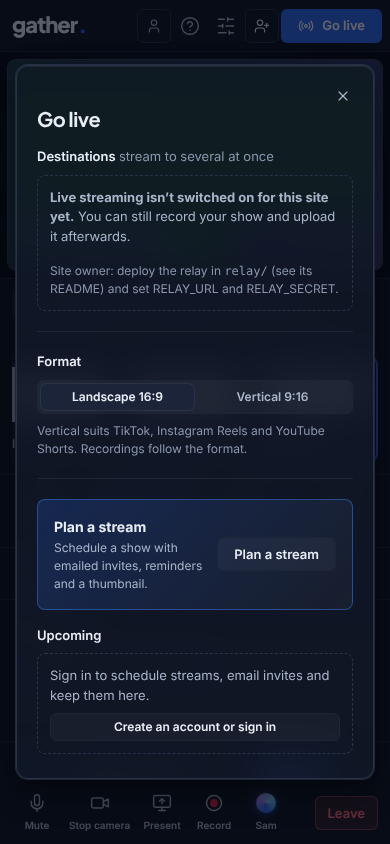 gather.
Go live
Go live
Destinations stream to several at once
Live streaming isn’t switched on for this site
yet. You can still record your show and upload
it afterwards.
Site owner: deploy the relay in relay/ (see its
README) and set RELAY_URL and RELAY_SECRET.
Format
Landscape 16:9
Vertical 9:16
Vertical suits TikTok, Instagram Reels and YouTube
Shorts. Recordings follow the format.
Plan a stream
Schedule a show with
emailed invites, reminders
and a thumbnail.
Plan a stream
Upcoming
Sign in to schedule streams, email invites and
keep them here.
Create an account or sign in
Mute
Stop camera
Present
Record
Sam
Leave